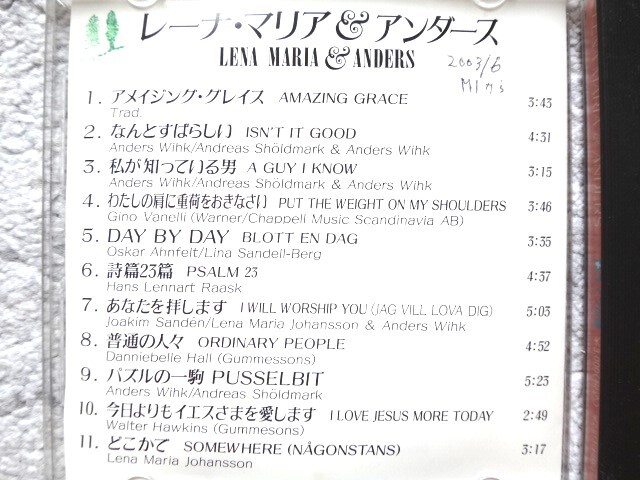 レーナ・マリア&アンダース
LENA MARIA & ANDERS
2003/6
MIから
1. アメイジング・グレイス AMAZING GRACE 3:43
Trad.
2. なんとすばらしい ISN'T IT GOOD 4:31
Anders Wihk/Andreas Shöldmark & Anders Wihk
3. 私が知っている男 A GUY I KNOW 3:15
Anders Wihk/Andreas Shöldmark & Anders Wihk
4. わたしの肩に重荷をおきなさい PUT THE WEIGHT ON MY SHOULDERS 3:46
Gino Vanelli (Warner/Chappell Music Scandinavia AB)
5. DAY BY DAY BLOTT EN DAG 3:35
Oskar Ahnfelt/Lina Sandell-Berg
6. 詩篇23篇 PSALM 23 4:37
Hans Lennart Raask
7. あなたを拝します I WILL WORSHIP YOU (JAG VILL LOVA DIG) 5:03
Joakim Sandén/Lena Maria Johansson & Anders Wihk
8. 普通の人々 ORDINARY PEOPLE 4:52
Danniebelle Hall (Gummessons)
9. パズルの一駒 PUSSELBIT 5:23
Anders Wihk/Andreas Shöldmark
10. 今日よりもイエスさまを愛します I LOVE JESUS MORE TODAY 2:49
Walter Hawkins (Gummesons)
11. どこかで SOMEWHERE (NÅGONSTANS) 3:17
Lena Maria Johansson